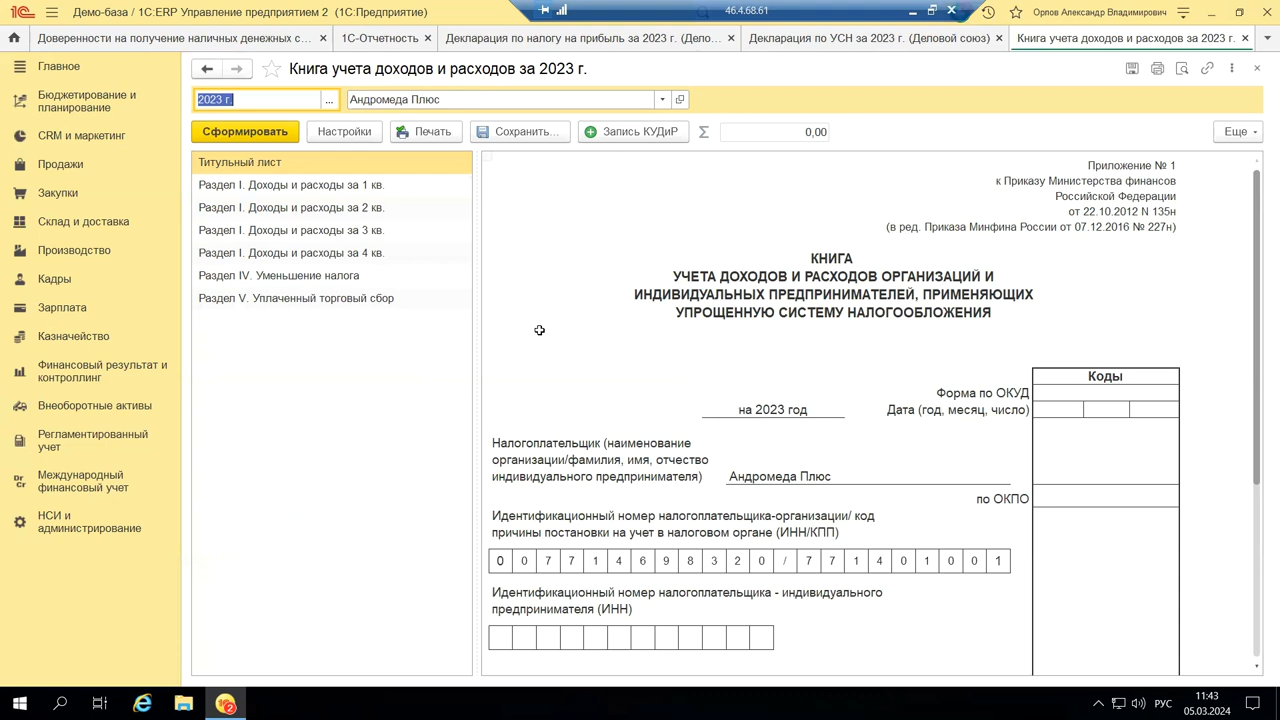 Демо-база / 1С:ERP Управление предприятием 2 (1С:Предприятие)
46.4.68.61
Орлов Александр Владимирович
Доверенности на получение наличных денежных с...
1С-Отчетность
Декларация по налогу на прибыль за 2023 г. (Дело...
Декларация по УСН за 2023 г. (Деловой союз)
Книга учета доходов и расходов за 2023 г.
Главное
Бюджетирование и
планирование
CRM и маркетинг
Продажи
Закупки
Склад и доставка
Производство
Кадры
Зарплата
Казначейство
Финансовый результат и
контроллинг
Внеоборотные активы
Регламентированный
учет
Международный
финансовый учет
НСИ и
администрирование
Книга учета доходов и расходов за 2023 г.
2023 г.
...
Андромеда Плюс
Сформировать
Настройки
Печать
Сохранить...
Запись КУДиР
Σ
0,00
Еще
Титульный лист
Раздел I. Доходы и расходы за 1 кв.
Раздел I. Доходы и расходы за 2 кв.
Раздел I. Доходы и расходы за 3 кв.
Раздел I. Доходы и расходы за 4 кв.
Раздел IV. Уменьшение налога
Раздел V. Уплаченный торговый сбор
Приложение № 1
к Приказу Министерства финансов
Российской Федерации
от 22.10.2012 N 135н
(в ред. Приказа Минфина России от 07.12.2016 № 227н)
КНИГА
УЧЕТА ДОХОДОВ И РАСХОДОВ ОРГАНИЗАЦИЙ И
ИНДИВИДУАЛЬНЫХ ПРЕДПРИНИМАТЕЛЕЙ, ПРИМЕНЯЮЩИХ
УПРОЩЕННУЮ СИСТЕМУ НАЛОГООБЛОЖЕНИЯ
Коды
Форма по ОКУД
на 2023 год
Дата (год, месяц, число)
Налогоплательщик (наименование
организации/фамилия, имя, отчество
индивидуального предпринимателя)
Андромеда Плюс
по ОКПО
Идентификационный номер налогоплательщика-организации/ код
причины постановки на учет в налоговом органе (ИНН/КПП)
0 0 7 7 1 4 6 9 8 3 2 0 / 7 7 1 4 0 1 0 0 1
Идентификационный номер налогоплательщика - индивидуального
предпринимателя (ИНН)
2
РУС
11:43
05.03.2024